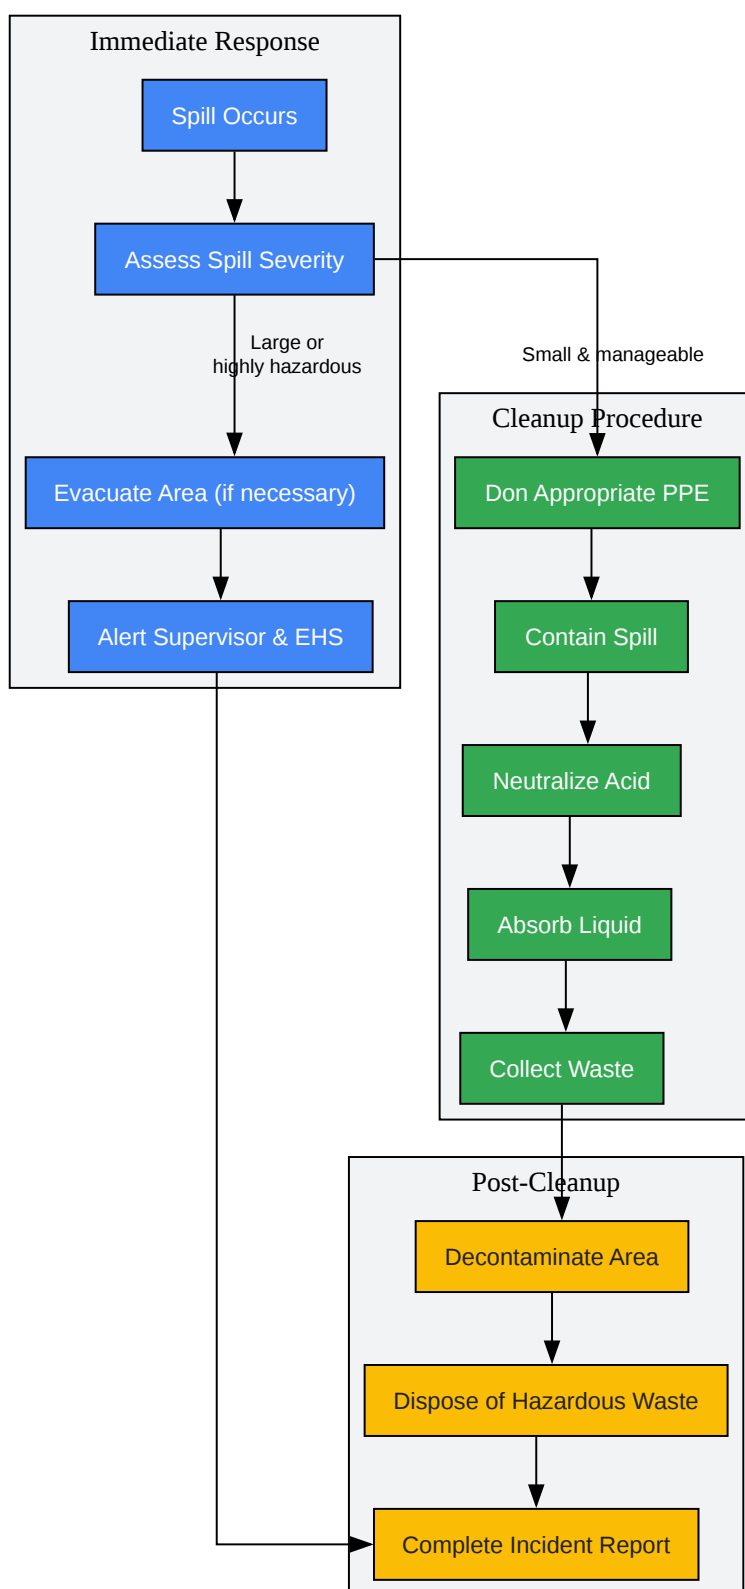 Immediate Response
Spill Occurs
Assess Spill Severity
Large or
highly hazardous
Small & manageable
Evacuate Area (if necessary)
Alert Supervisor & EHS
Cleanup Procedure
Don Appropriate PPE
Contain Spill
Neutralize Acid
Absorb Liquid
Collect Waste
Post-Cleanup
Decontaminate Area
Dispose of Hazardous Waste
Complete Incident Report